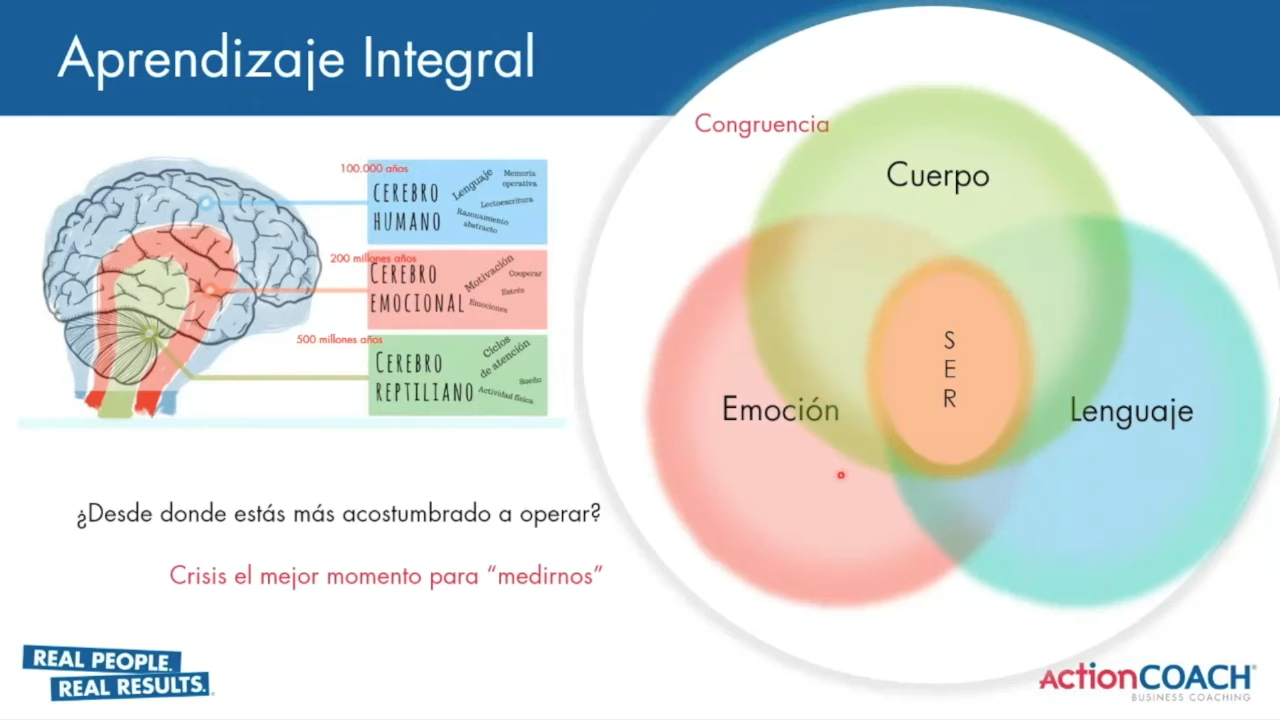 Aprendizaje Integral
100.000 años
CEREBRO
HUMANO
Lenguaje
Memoria
operativa
Lectoescritura
Razonamiento
abstracto
200 millones años
CEREBRO
EMOCIONAL
Motivación
Cooperar
Estrés
Emociones
500 millones años
CEREBRO
REPTILIANO
Ciclos
de atención
Sueño
Actividad física
¿Desde donde estás más acostumbrado a operar?
Crisis el mejor momento para “medirnos”
Congruencia
Cuerpo
Emoción
S
E
R
Lenguaje
REAL PEOPLE.
REAL RESULTS.
ActionCOACH
BUSINESS COACHING